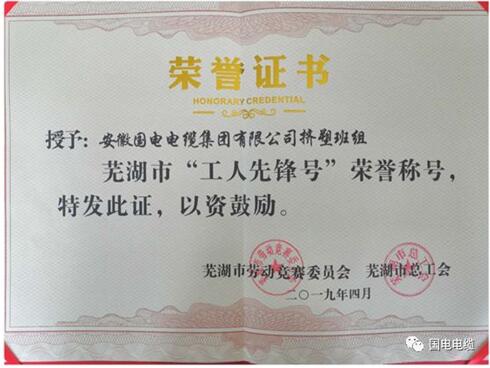 荣誉证书
HONORARY CREDENTIAL
授予：安徽国电电缆集团有限公司挤塑班组
芜湖市“工人先锋号”荣誉称号，
特发此证，以资鼓励。
芜湖市劳动竞赛委员会 芜湖市总工会
二〇一九年四月
国电电缆